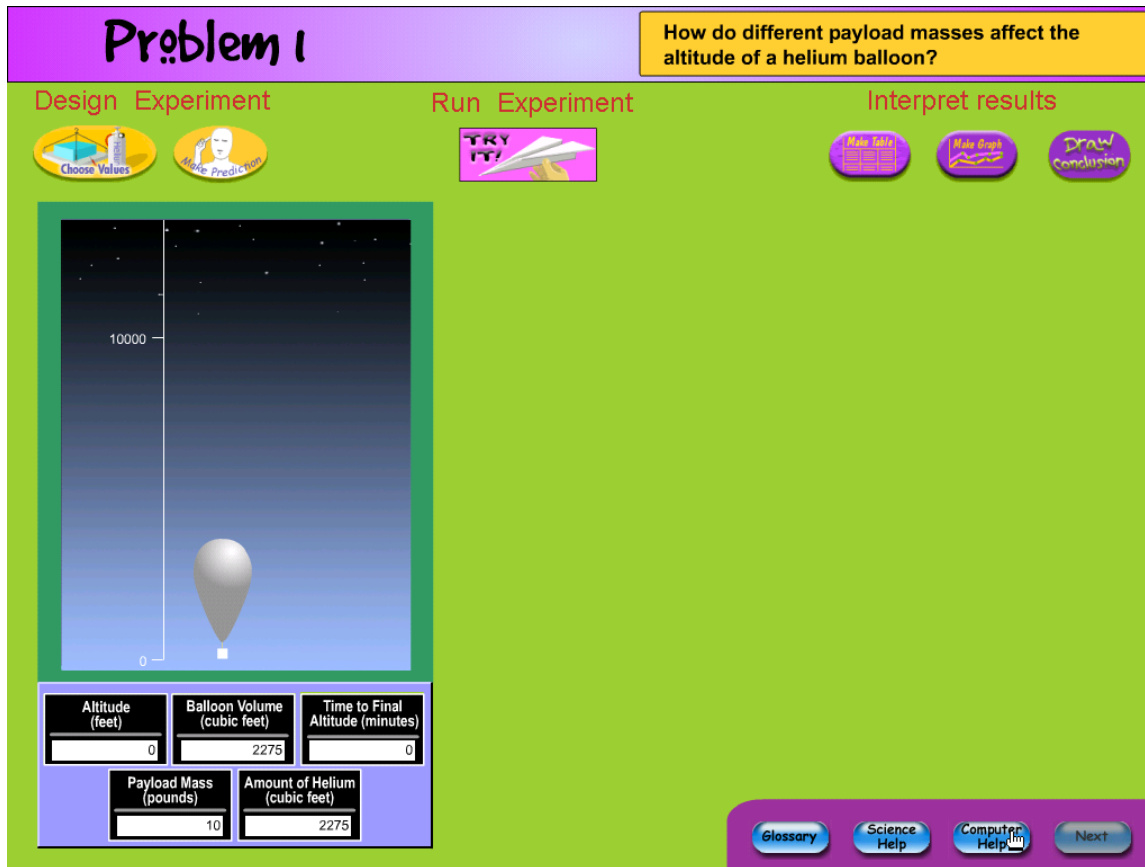 Problem 1
How do different payload masses affect the
altitude of a helium balloon?
Design Experiment
Run Experiment
Interpret results
Helium
Choose Values
Make Prediction
TRY
IT!
Make Table
Make Graph
Draw
Conclusion
10000
0
Altitude
(feet)
0
Balloon Volume
(cubic feet)
2275
Time to Final
Altitude (minutes)
0
Payload Mass
(pounds)
10
Amount of Helium
(cubic feet)
2275
Glossary
Science
Help
Computer
Help
Next